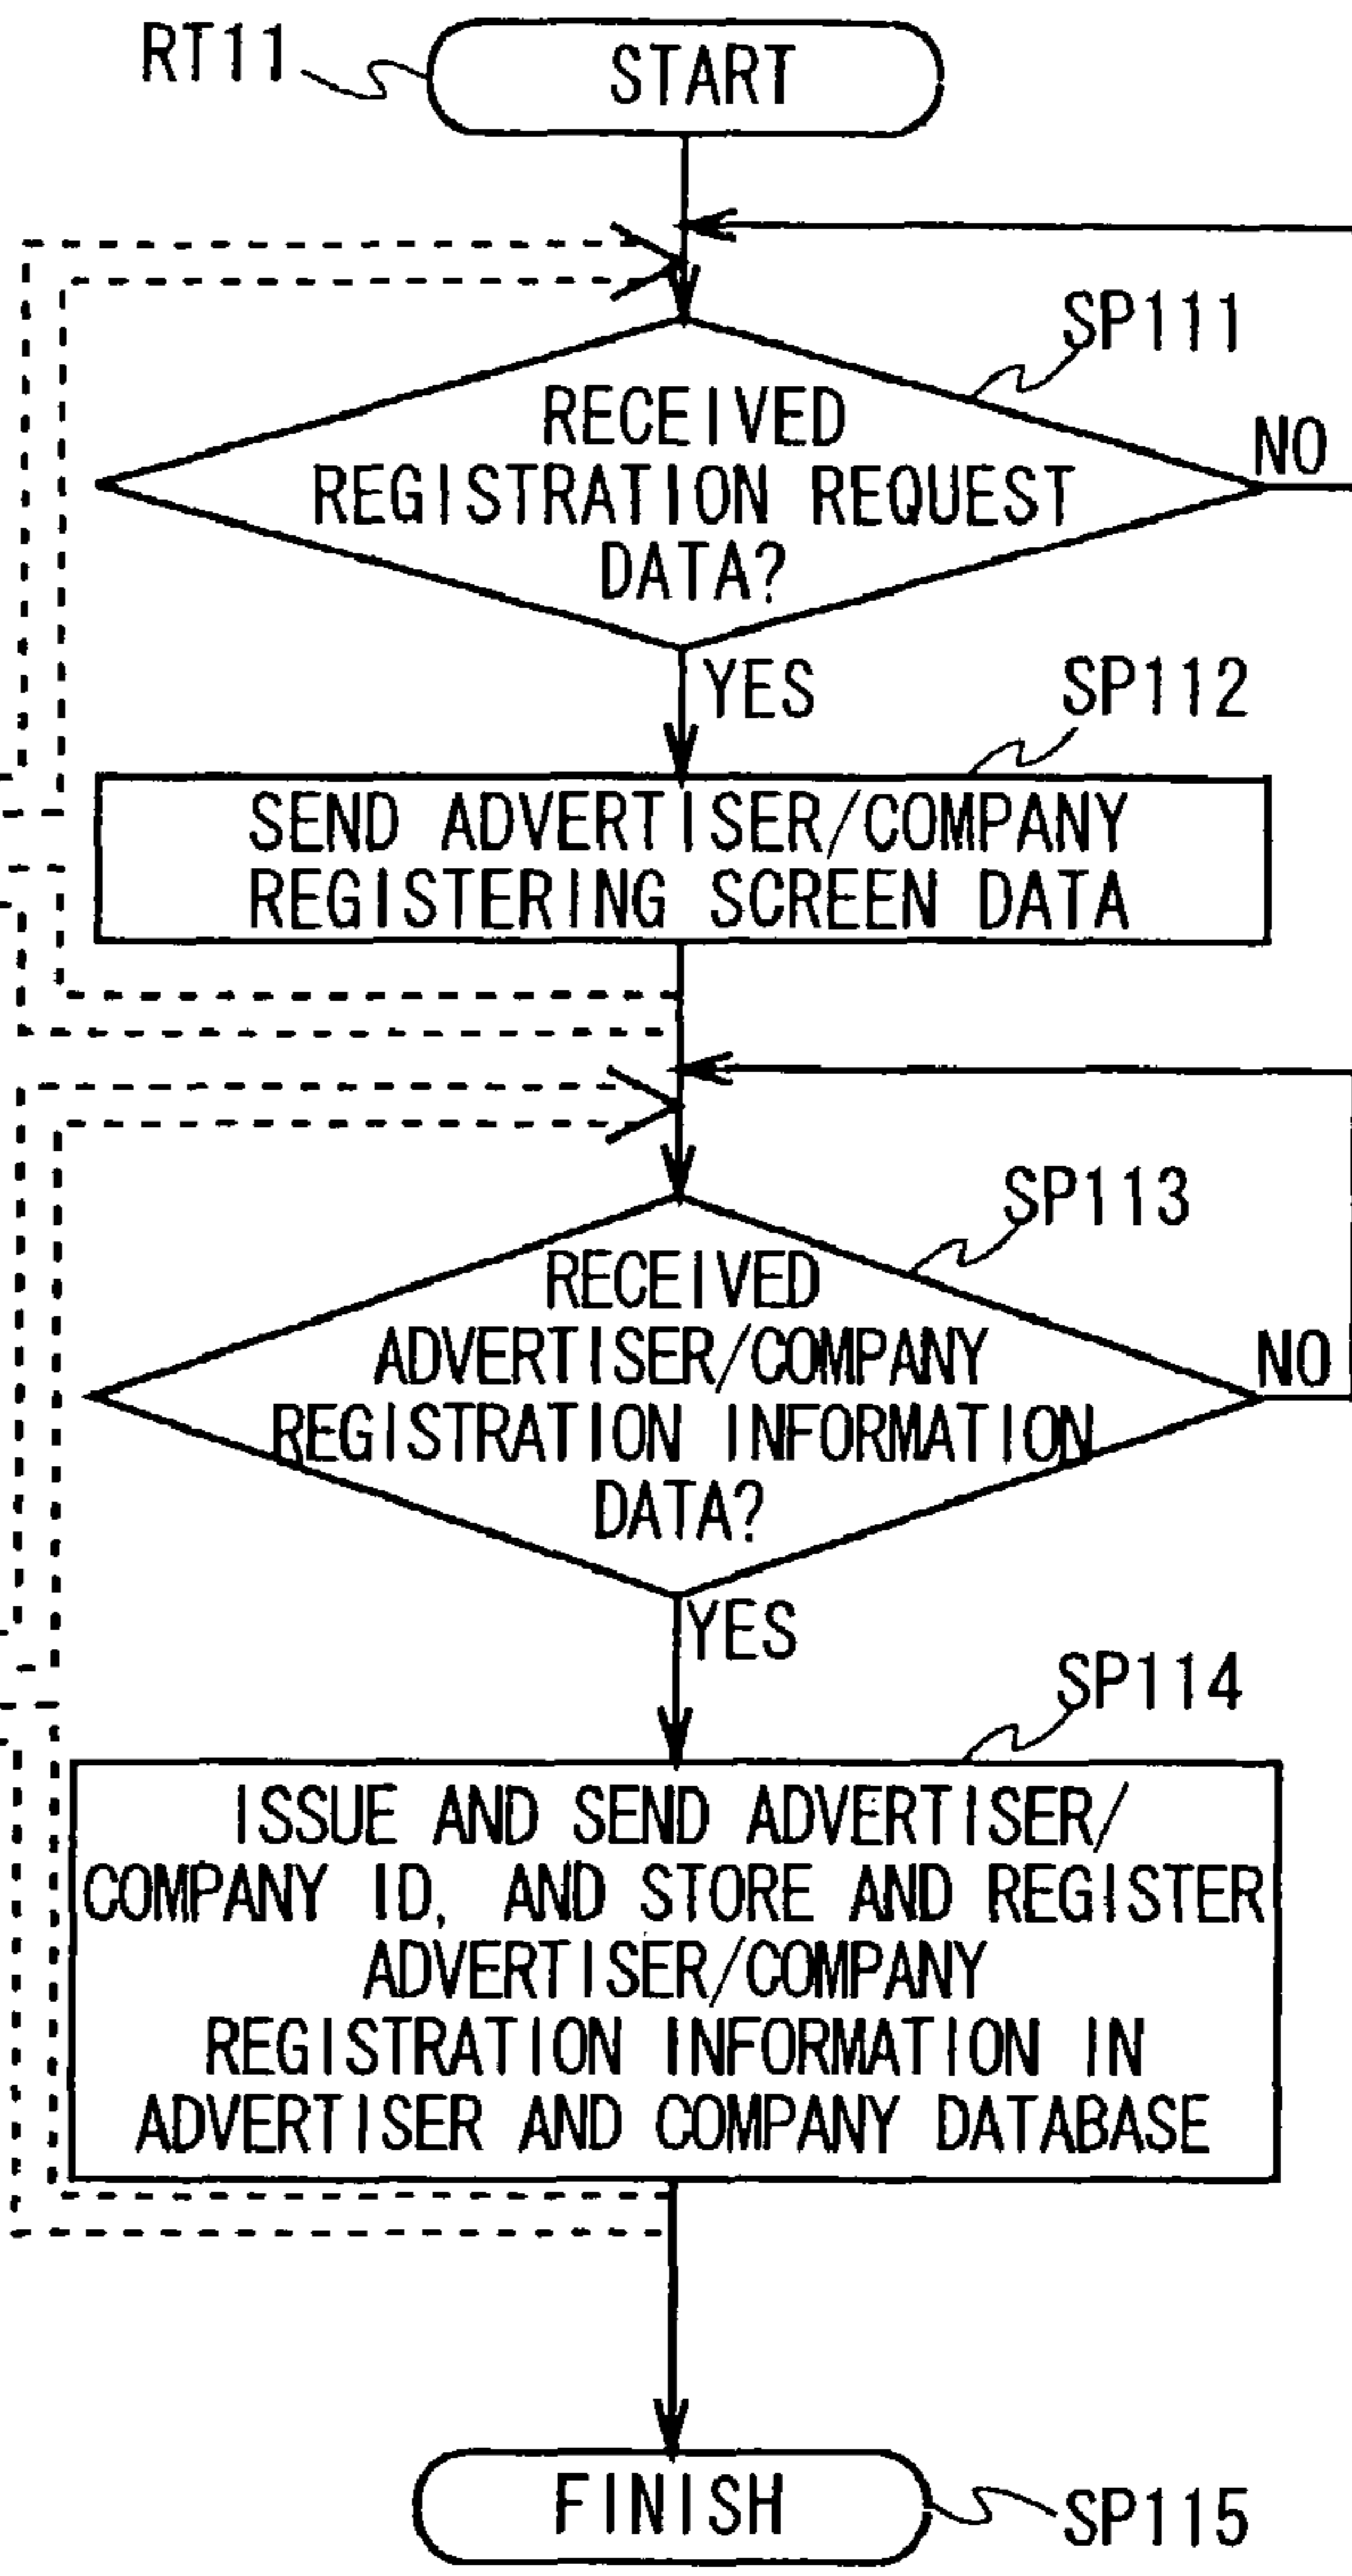 RT11
START
SP111
RECEIVED
REGISTRATION REQUEST
DATA?
NO
YES
SP112
SEND ADVERTISER/COMPANY
REGISTERING SCREEN DATA
SP113
RECEIVED
ADVERTISER/COMPANY
REGISTRATION INFORMATION
DATA?
NO
YES
SP114
ISSUE AND SEND ADVERTISER/
COMPANY ID, AND STORE AND REGISTER
ADVERTISER/COMPANY
REGISTRATION INFORMATION IN
ADVERTISER AND COMPANY DATABASE
FINISH
SP115